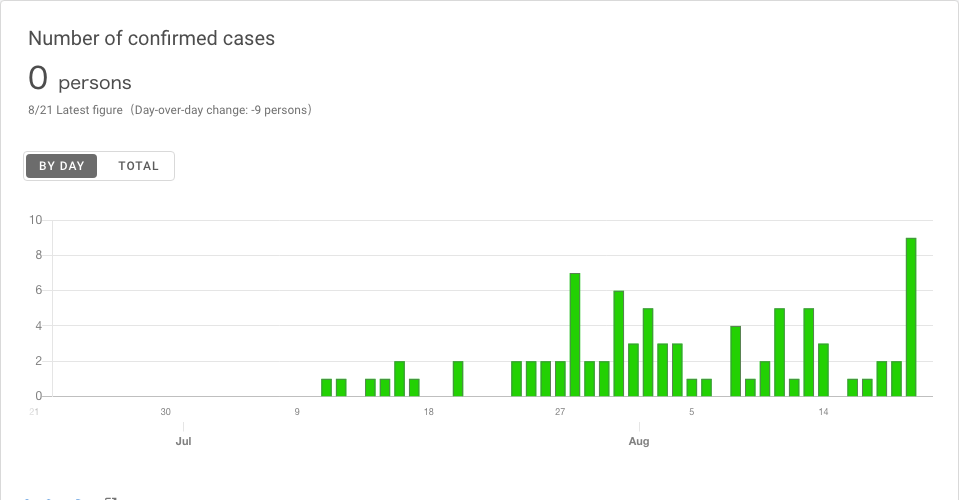 Number of confirmed cases
0 persons
8/21 Latest figure（Day-over-day change: -9 persons）
BY DAY TOTAL
10
8
6
4
2
0
21 30 9 18 27 5 14
Jul Aug